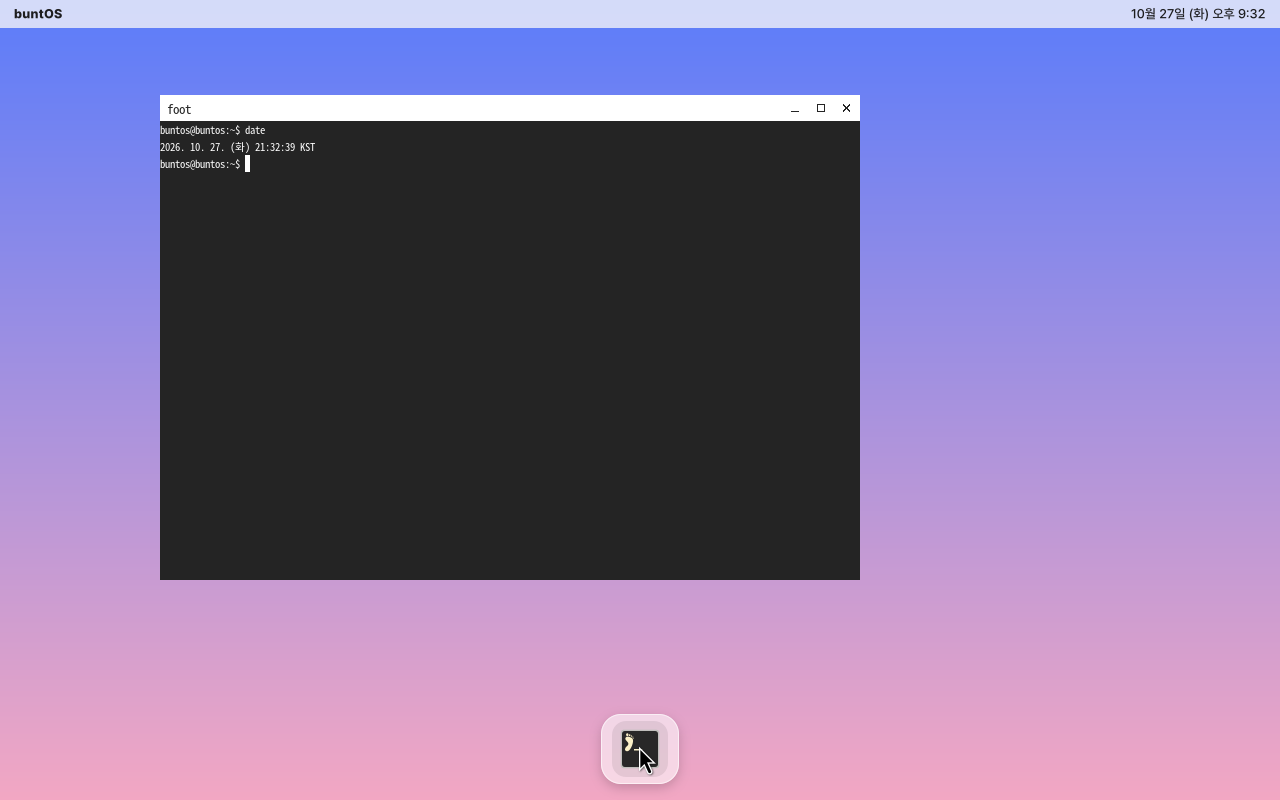 buntOS
10월 27일 (화) 오후 9:32
foot
buntos@buntos:~$ date
2026. 10. 27. (화) 21:32:39 KST
buntos@buntos:~$